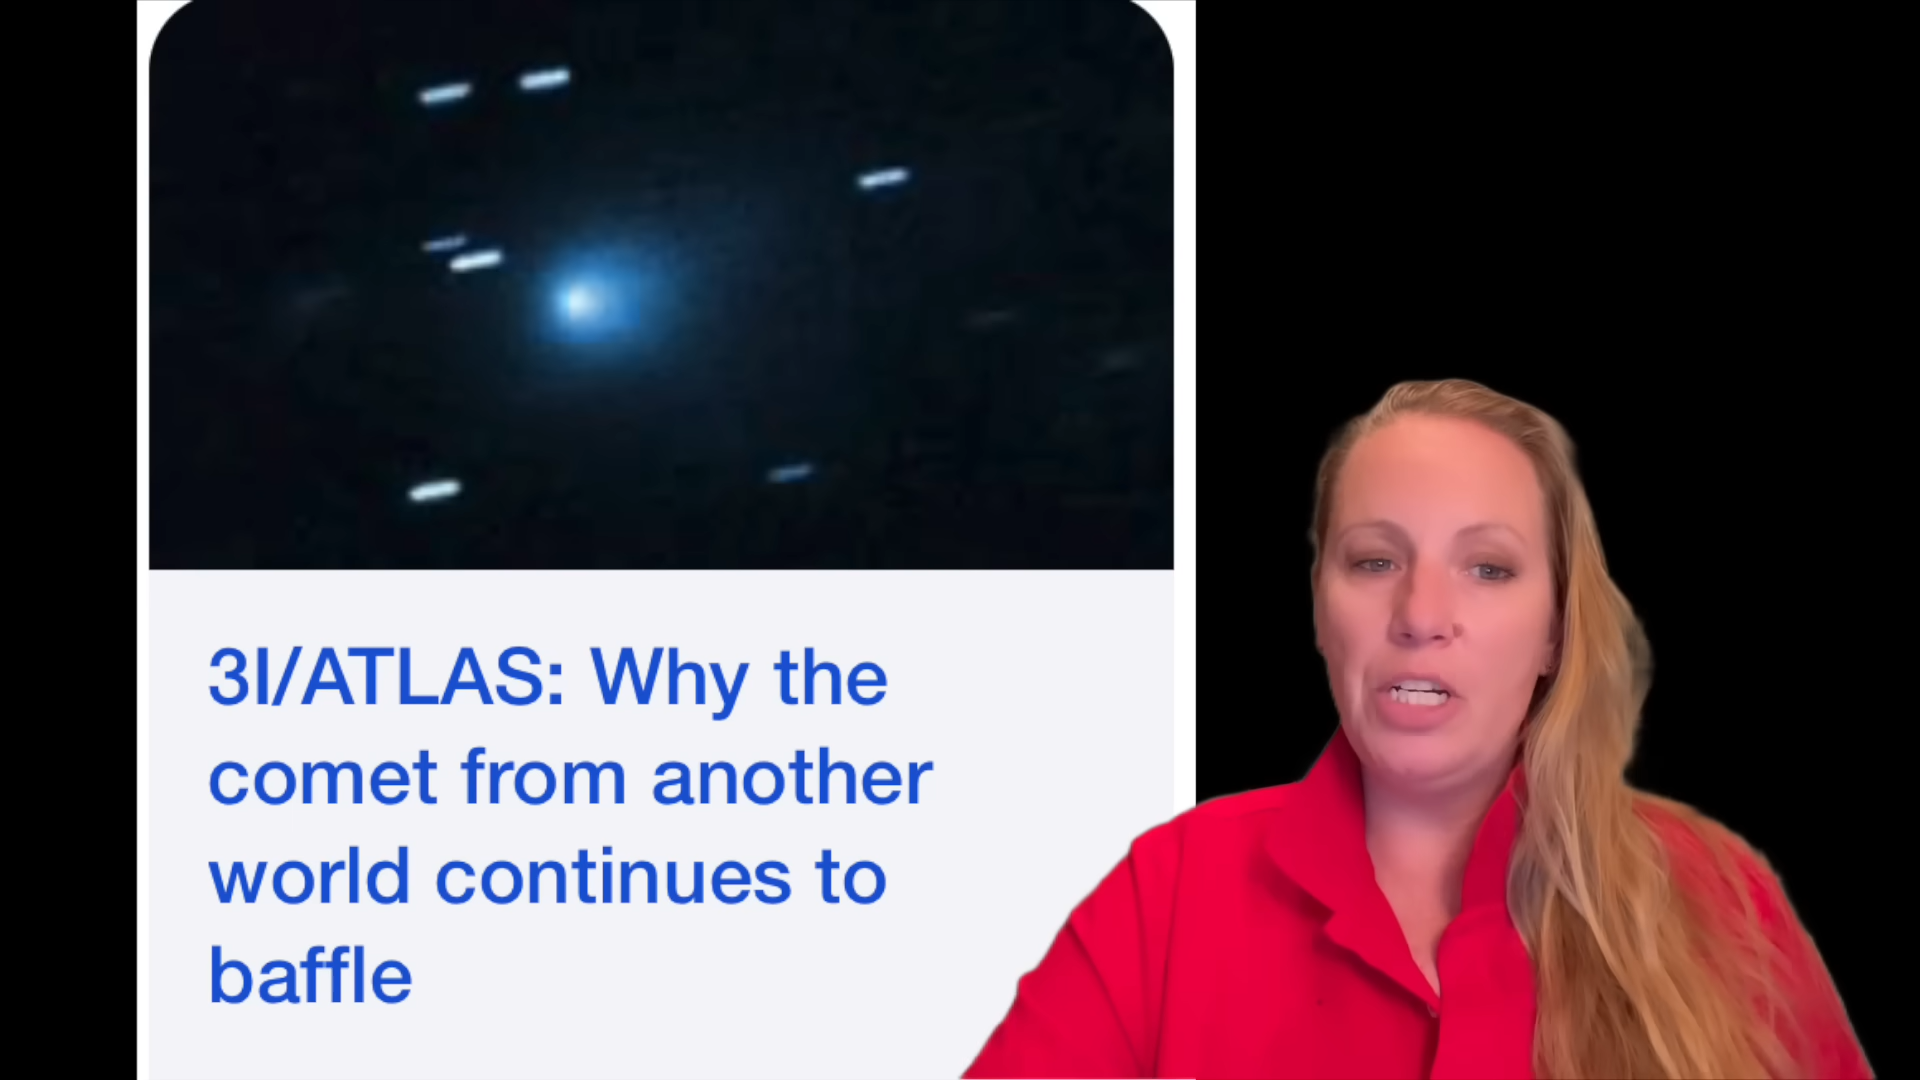 3I/ATLAS: Why the
comet from another
world continues to
baffle